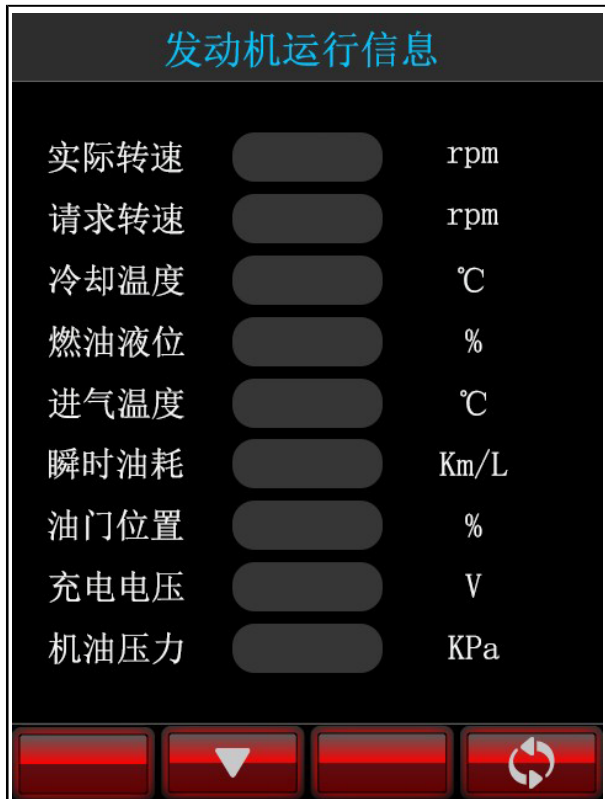 发动机运行信息
实际转速 rpm
请求转速 rpm
冷却温度 ℃
燃油液位 %
进气温度 ℃
瞬时油耗 Km/L
油门位置 %
充电电压 V
机油压力 KPa